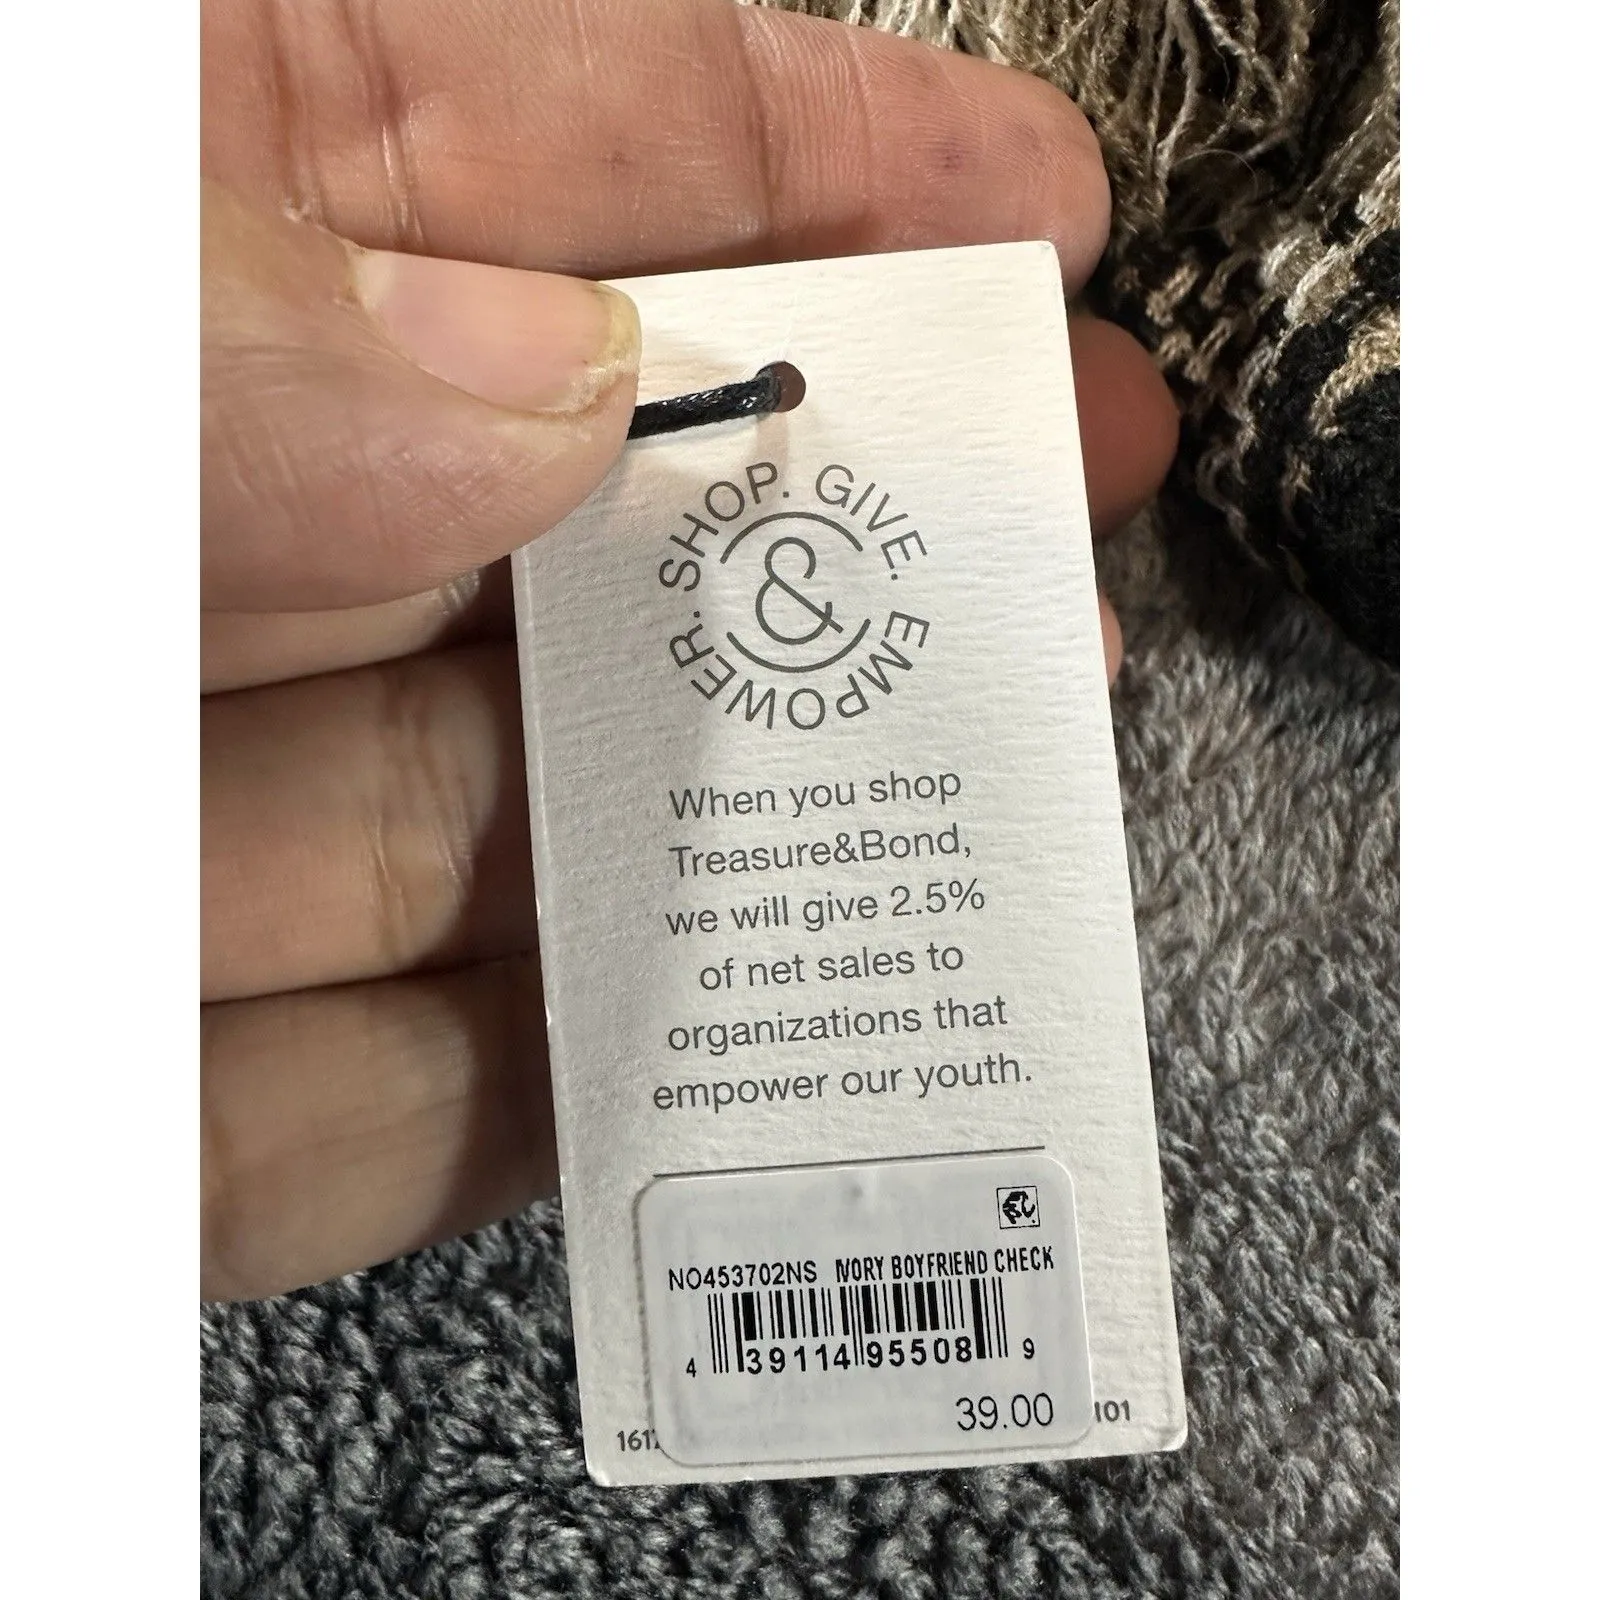 SHOP. GIVE. EMPOWER.
&
When you shop
Treasure&Bond,
we will give 2.5%
of net sales to
organizations that
empower our youth.
NO453702NS IVORY BOYFRIEND CHECK
4 39114 95508 9
39.00